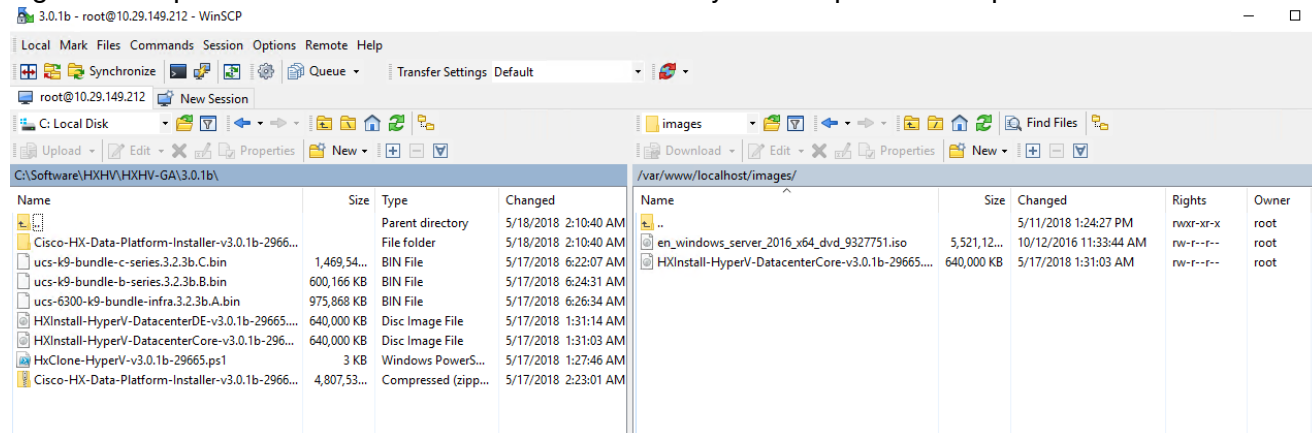 3.0.1b - root@10.29.149.212 - WinSCP
Local Mark Files Commands Session Options Remote Help
Synchronize Queue Transfer Settings Default
root@10.29.149.212 New Session
C: Local Disk
Upload Edit Properties New
C:\Software\HXHV\HXHV-GA\3.0.1b\
Name Size Type Changed
.. Parent directory 5/18/2018 2:10:40 AM
Cisco-HX-Data-Platform-Installer-v3.0.1b-2966... File folder 5/18/2018 2:10:40 AM
ucs-k9-bundle-c-series.3.2.3b.C.bin 1,469,54... BIN File 5/17/2018 6:22:07 AM
ucs-k9-bundle-b-series.3.2.3b.B.bin 600,166 KB BIN File 5/17/2018 6:24:31 AM
ucs-6300-k9-bundle-infra.3.2.3b.A.bin 975,868 KB BIN File 5/17/2018 6:26:34 AM
HXInstall-HyperV-DatacenterDE-v3.0.1b-29665.... 640,000 KB Disc Image File 5/17/2018 1:31:14 AM
HXInstall-HyperV-DatacenterCore-v3.0.1b-296... 640,000 KB Disc Image File 5/17/2018 1:31:03 AM
HxClone-HyperV-v3.0.1b-29665.ps1 3 KB Windows PowerS... 5/17/2018 1:27:46 AM
Cisco-HX-Data-Platform-Installer-v3.0.1b-2966... 4,807,53... Compressed (zipp... 5/17/2018 2:23:01 AM
images Find Files
Download Edit Properties New
/var/www/localhost/images/
Name Size Changed Rights Owner
.. 5/11/2018 1:24:27 PM rwxr-xr-x root
en_windows_server_2016_x64_dvd_9327751.iso 5,521,12... 10/12/2016 11:33:44 AM rw-r--r-- root
HXInstall-HyperV-DatacenterCore-v3.0.1b-29665.... 640,000 KB 5/17/2018 1:31:03 AM rw-r--r-- root